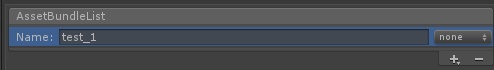 AssetBundleList
Name: test_1 none
+ −